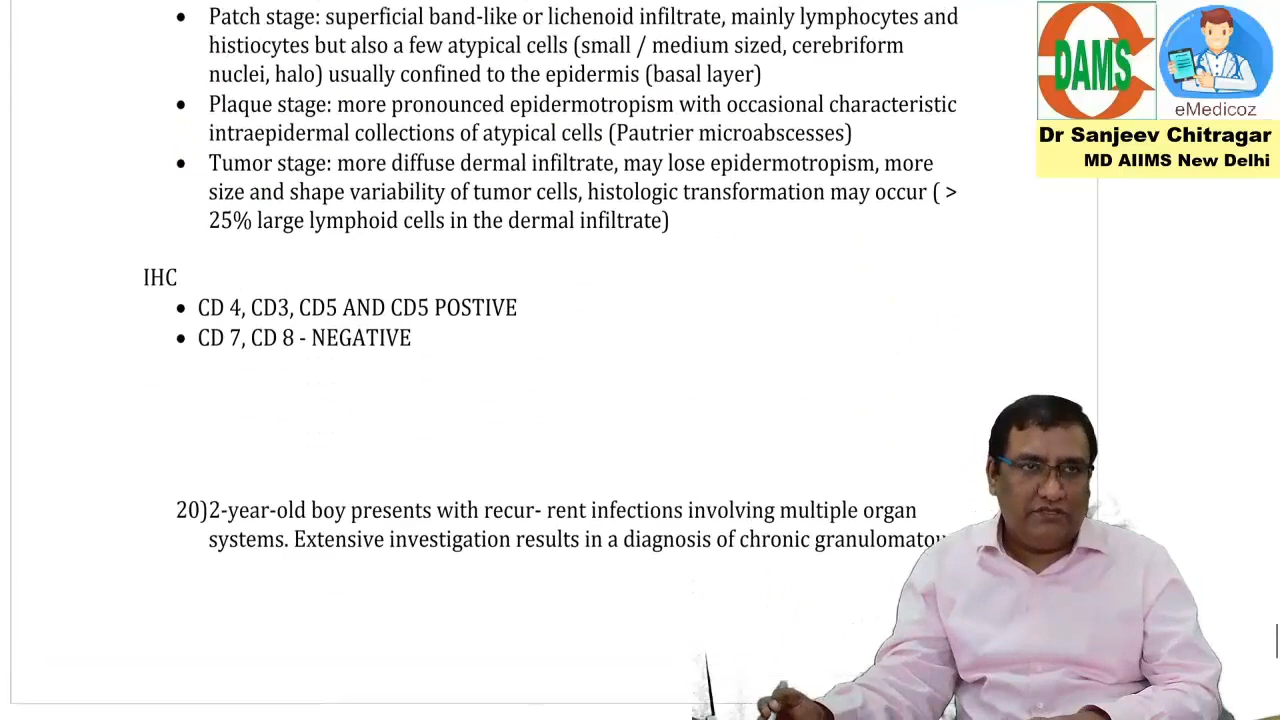 • Patch stage: superficial band-like or lichenoid infiltrate, mainly lymphocytes and
histiocytes but also a few atypical cells (small / medium sized, cerebriform
nuclei, halo) usually confined to the epidermis (basal layer)
• Plaque stage: more pronounced epidermotropism with occasional characteristic
intraepidermal collections of atypical cells (Pautrier microabscesses)
• Tumor stage: more diffuse dermal infiltrate, may lose epidermotropism, more
size and shape variability of tumor cells, histologic transformation may occur ( >
25% large lymphoid cells in the dermal infiltrate)
IHC
• CD 4, CD3, CD5 AND CD5 POSTIVE
• CD 7, CD 8 - NEGATIVE
20)2-year-old boy presents with recur- rent infections involving multiple organ
systems. Extensive investigation results in a diagnosis of chronic
DAMS
eMedicoz
Dr Sanjeev Chitragar
MD AIIMS New Delhi